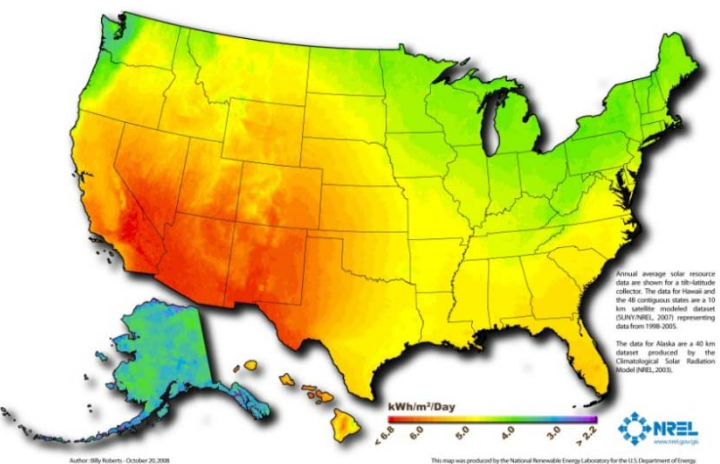 Annual average solar resource
data are shown for a tilt=latitude
collector. The data for Hawaii and
the 48 contiguous states are a 10
km satellite modeled dataset
(SUNY/NREL, 2007) representing
data from 1998-2005.
The data for Alaska are a 40 km
dataset produced by the
Climatological Solar Radiation
Model (NREL, 2003).
kWh/m²/Day
< 6.8 6.0 5.0 4.0 3.0 > 2.2
NREL
www.nrel.gov/gis
Author: Billy Roberts - October 20, 2008
This map was produced by the National Renewable Energy Laboratory for the U.S. Department of Energy.